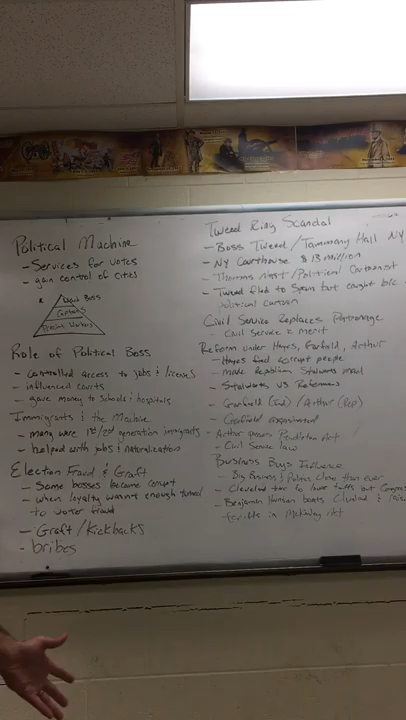 Political Machine
- Services for votes
- gain control of cities
Boss
Captains
Role of Political Boss
- controlled access to jobs & licenses
- influenced courts
- gave money to schools & hospitals
Immigrants & the Machine
- many were 1st/2nd generation immigrants
- helped with jobs & naturalization
Election Fraud & Graft
- Some bosses became corrupt
- when loyalty wasnt enough turned
to voter fraud
- Graft/Kickbacks
- bribes
Tweed Ring Scandal
- Boss Tweed/Tammany Hall NY
- NY Courthouse $13 million
- Thomas Nast/Political Cartoonist
- Tweed fled to Spain but caught b/c
political cartoon
Civil Service Replaces Patronage
- Civil Service = merit
Reform under Hayes, Garfield, Arthur
- Hayes fired corrupt people
- made Republican Stalwarts mad
- Stalwarts vs Reformers
- Garfield (Ind)/Arthur (Rep)
- Garfield assassinated
- Arthur passes Pendleton Act
- Civil Service law
Business Buys Influence
- Big Business & Politics closer than ever
- Cleveland tries to lower tariffs but Congress
- Benjamin Harrison beats Cleveland & raises
tariffs in McKinley Act